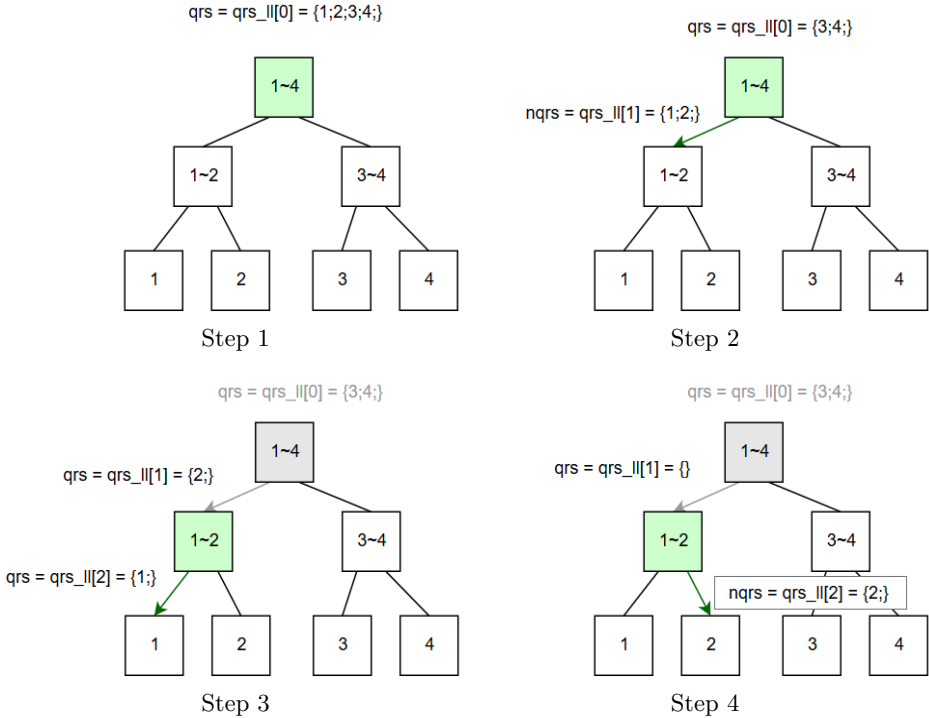 qrs = qrs_ll[0] = {1;2;3;4;}
1~4
1~2
3~4
1
2
3
4
Step 1
qrs = qrs_ll[0] = {3;4;}
1~4
nqrs = qrs_ll[1] = {1;2;}
1~2
3~4
1
2
3
4
Step 2
qrs = qrs_ll[0] = {3;4;}
1~4
qrs = qrs_ll[1] = {2;}
1~2
3~4
qrs = qrs_ll[2] = {1;}
1
2
3
4
Step 3
qrs = qrs_ll[0] = {3;4;}
1~4
qrs = qrs_ll[1] = {}
1~2
3~4
nqrs = qrs_ll[2] = {2;}
1
2
3
4
Step 4